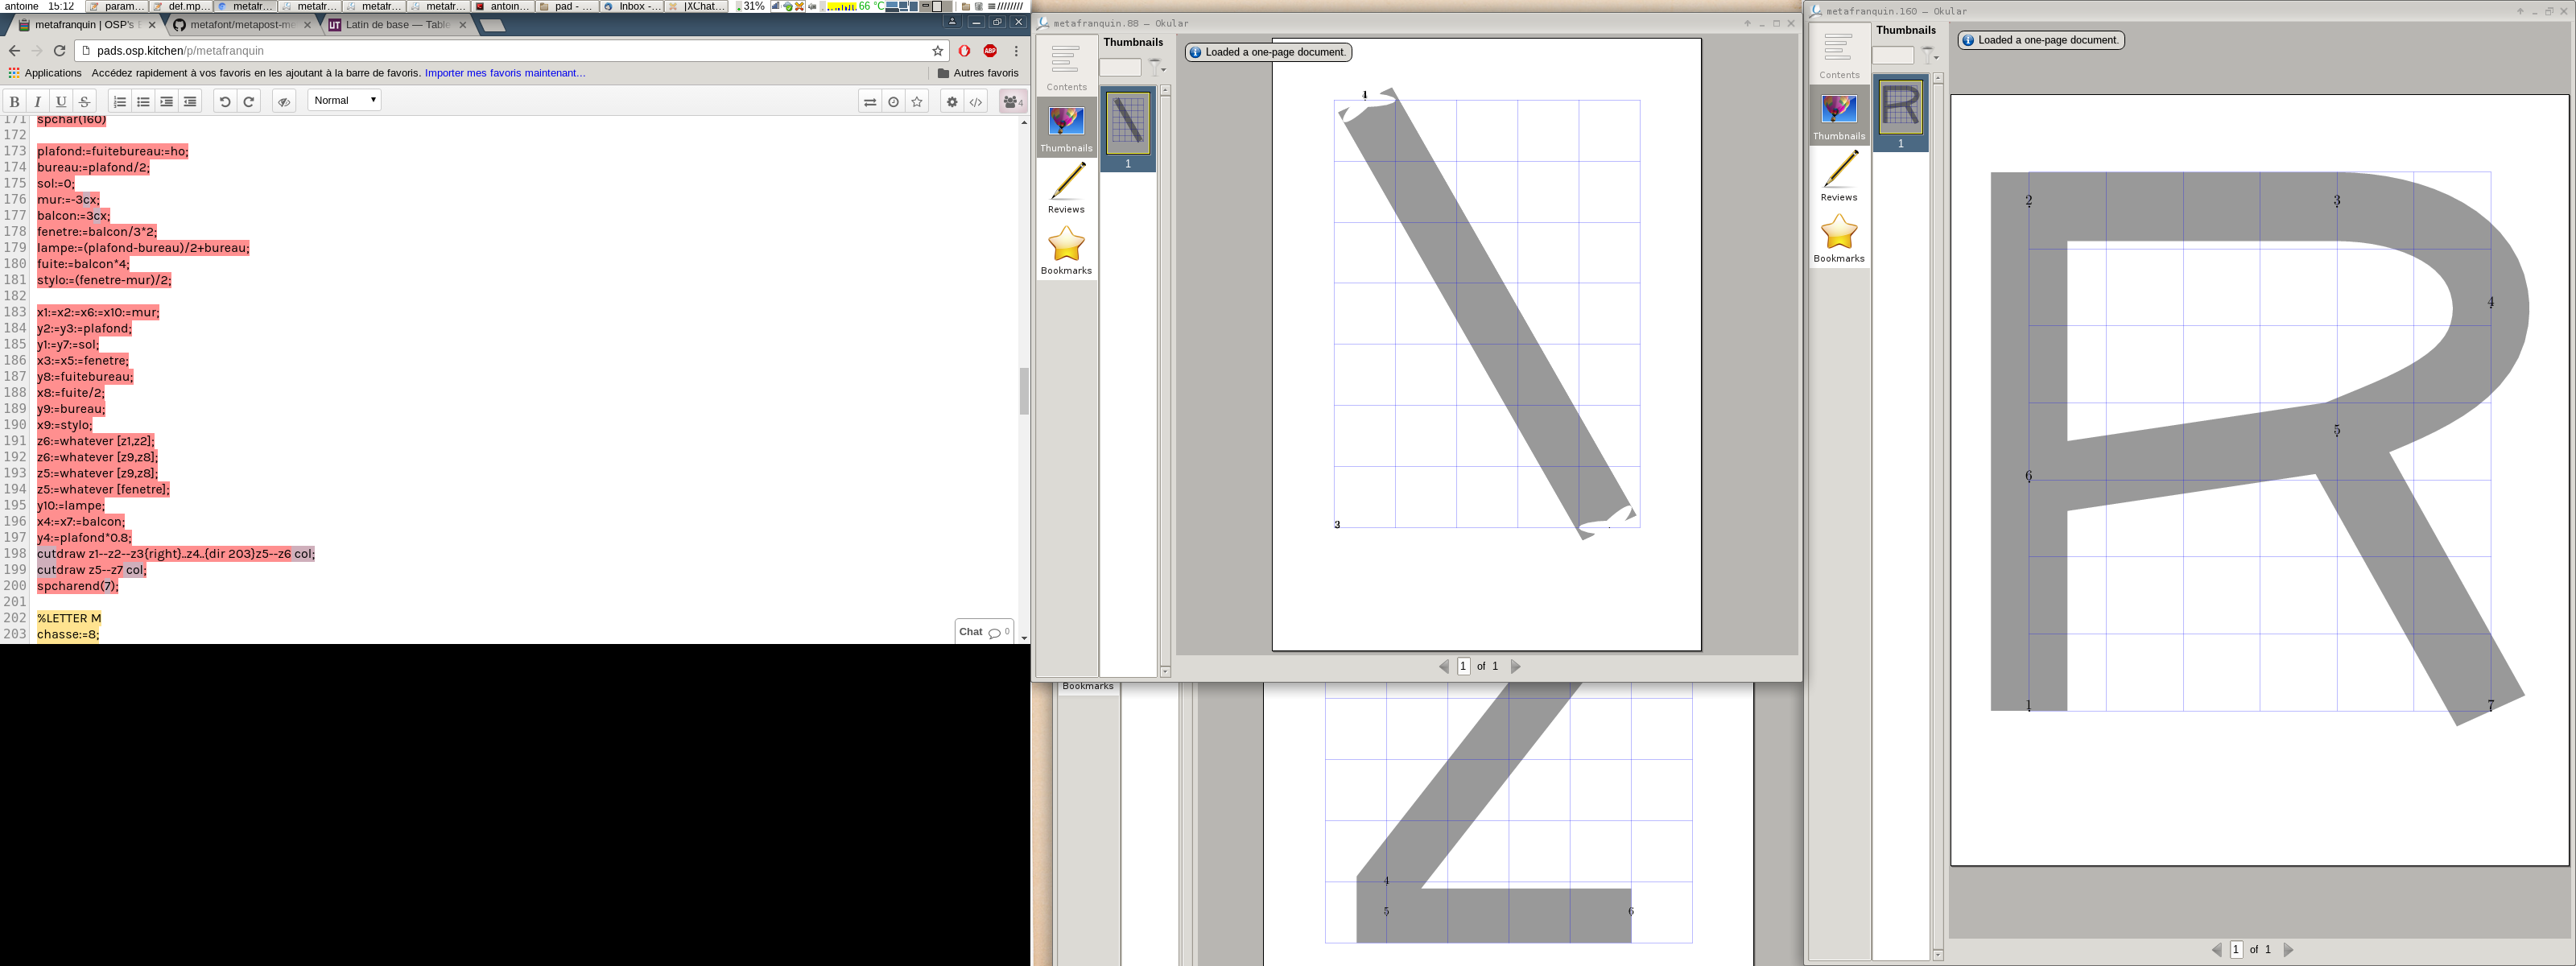 antoine 15:12 param... def.mp... metafr... metafr... metafr... metafr... antoin... pad - ... Inbox -... |XChat... 31% 66 °C
metafranquin | OSP's metafont/metapost-me Latin de base — Table
pads.osp.kitchen/p/metafranquin
Applications Accédez rapidement à vos favoris en les ajoutant à la barre de favoris. Importer mes favoris maintenant... Autres favoris
B I U S Normal 4
171 spchar(160)
172
173 plafond:=fuitebureau:=ho;
174 bureau:=plafond/2;
175 sol:=0;
176 mur:=-3cx;
177 balcon:=3cx;
178 fenetre:=balcon/3*2;
179 lampe:=(plafond-bureau)/2+bureau;
180 fuite:=balcon*4;
181 stylo:=(fenetre-mur)/2;
182
183 x1:=x2:=x6:=x10:=mur;
184 y2:=y3:=plafond;
185 y1:=y7:=sol;
186 x3:=x5:=fenetre;
187 y8:=fuitebureau;
188 x8:=fuite/2;
189 y9:=bureau;
190 x9:=stylo;
191 z6:=whatever [z1,z2];
192 z6:=whatever [z9,z8];
193 z5:=whatever [z9,z8];
194 z5:=whatever [fenetre];
195 y10:=lampe;
196 x4:=x7:=balcon;
197 y4:=plafond*0.8;
198 cutdraw z1--z2--z3{right}..z4..{dir 203}z5--z6 col;
199 cutdraw z5--z7 col;
200 spcharend(7);
201
202 %LETTER M
203 chasse:=8;
Chat 0
metafranquin.88 – Okular
Contents
Thumbnails
Reviews
Bookmarks
Thumbnails
1
Loaded a one-page document.
3
1 of 1
Bookmarks
4
5
6
metafranquin.160 – Okular
Contents
Thumbnails
Reviews
Bookmarks
Thumbnails
1
Loaded a one-page document.
2
3
4
5
6
1
7
1 of 1